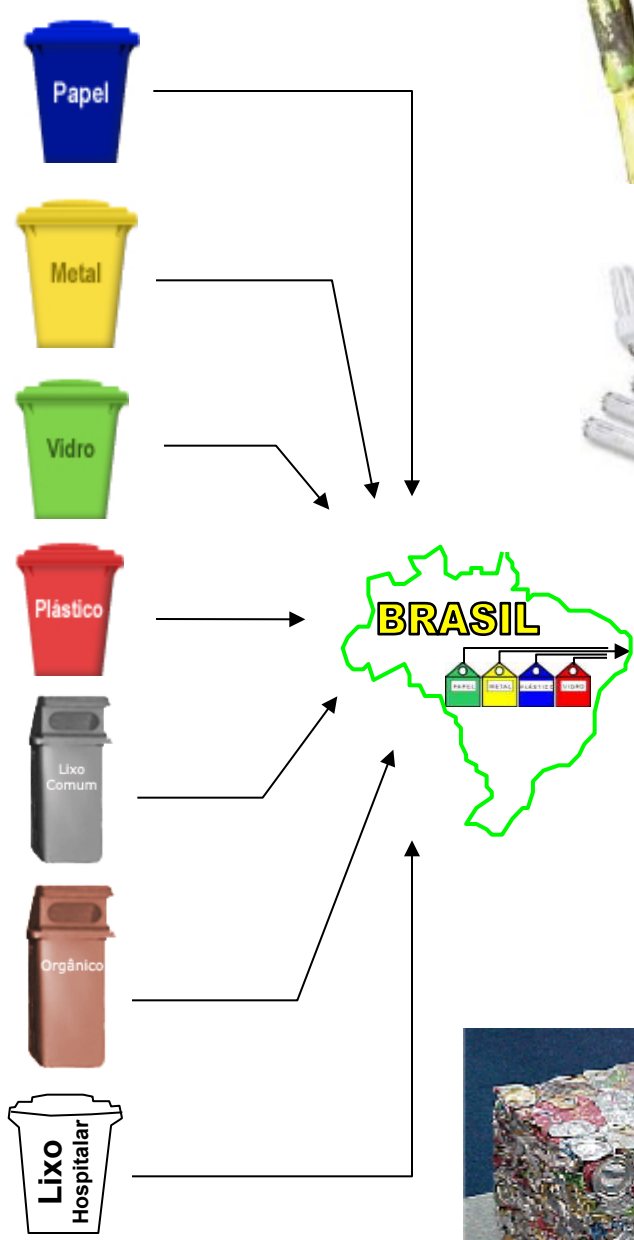 Papel
Metal
Vidro
Plástico
BRASIL
PAPEL
METAL
PLÁSTICO
VIDRO
Lixo
Comum
Orgânico
Lixo
Hospitalar